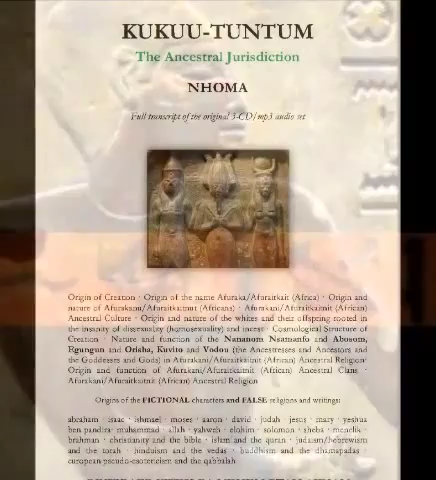 KUKUU-TUNTUM
The Ancestral Jurisdiction
NHOMA
Full transcript of the original 3-CD/mp3 audio set
Origin of Creation · Origin of the name Afuraka/Afuraitkait (Africa) · Origin and
nature of Afurakanu/Afuraitkaitnut (Africans) · Afurakani/Afuraitkaitnit (African)
Ancestral Culture · Origin and nature of the whites and their offspring rooted in
the insanity of dissexuality (homosexuality) and incest · Cosmological Structure of
Creation · Nature and function of the Nananom Nsamanfo and Abosom,
Egungun and Orisha, Kuvito and Vodou (the Ancestresses and Ancestors and
the Goddesses and Gods) in Afurakani/Afuraitkaitnit (African) Ancestral Religion
Origin and function of Afurakani/Afuraitkaitnit (African) Ancestral Clans ·
Afurakani/Afuraitkaitnit (African) Ancestral Religion
Origins of the FICTIONAL characters and FALSE religions and writings:
abraham · isaac · ishmael · moses · aaron · david · judah · jesus · mary · yeshua
ben pandira · muhammad · allah · yahweh · elohim · solomon · sheba · menelik ·
brahman · christianity and the bible · islam and the quran · judaism/hebrewism
and the torah · hinduism and the vedas · buddhism and the dhamapadas ·
european pseudo-esotericism and the qabbalah